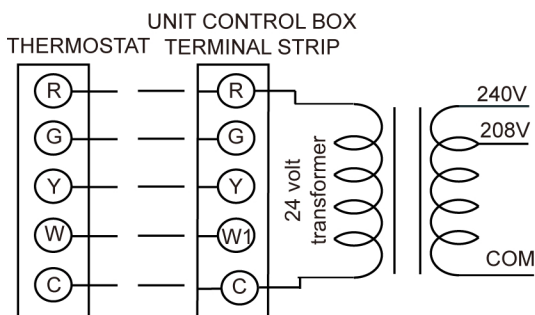 UNIT CONTROL BOX
THERMOSTAT TERMINAL STRIP
R R
240V
G G
208V
Y Y
24 volt
transformer
W W1
COM
C C